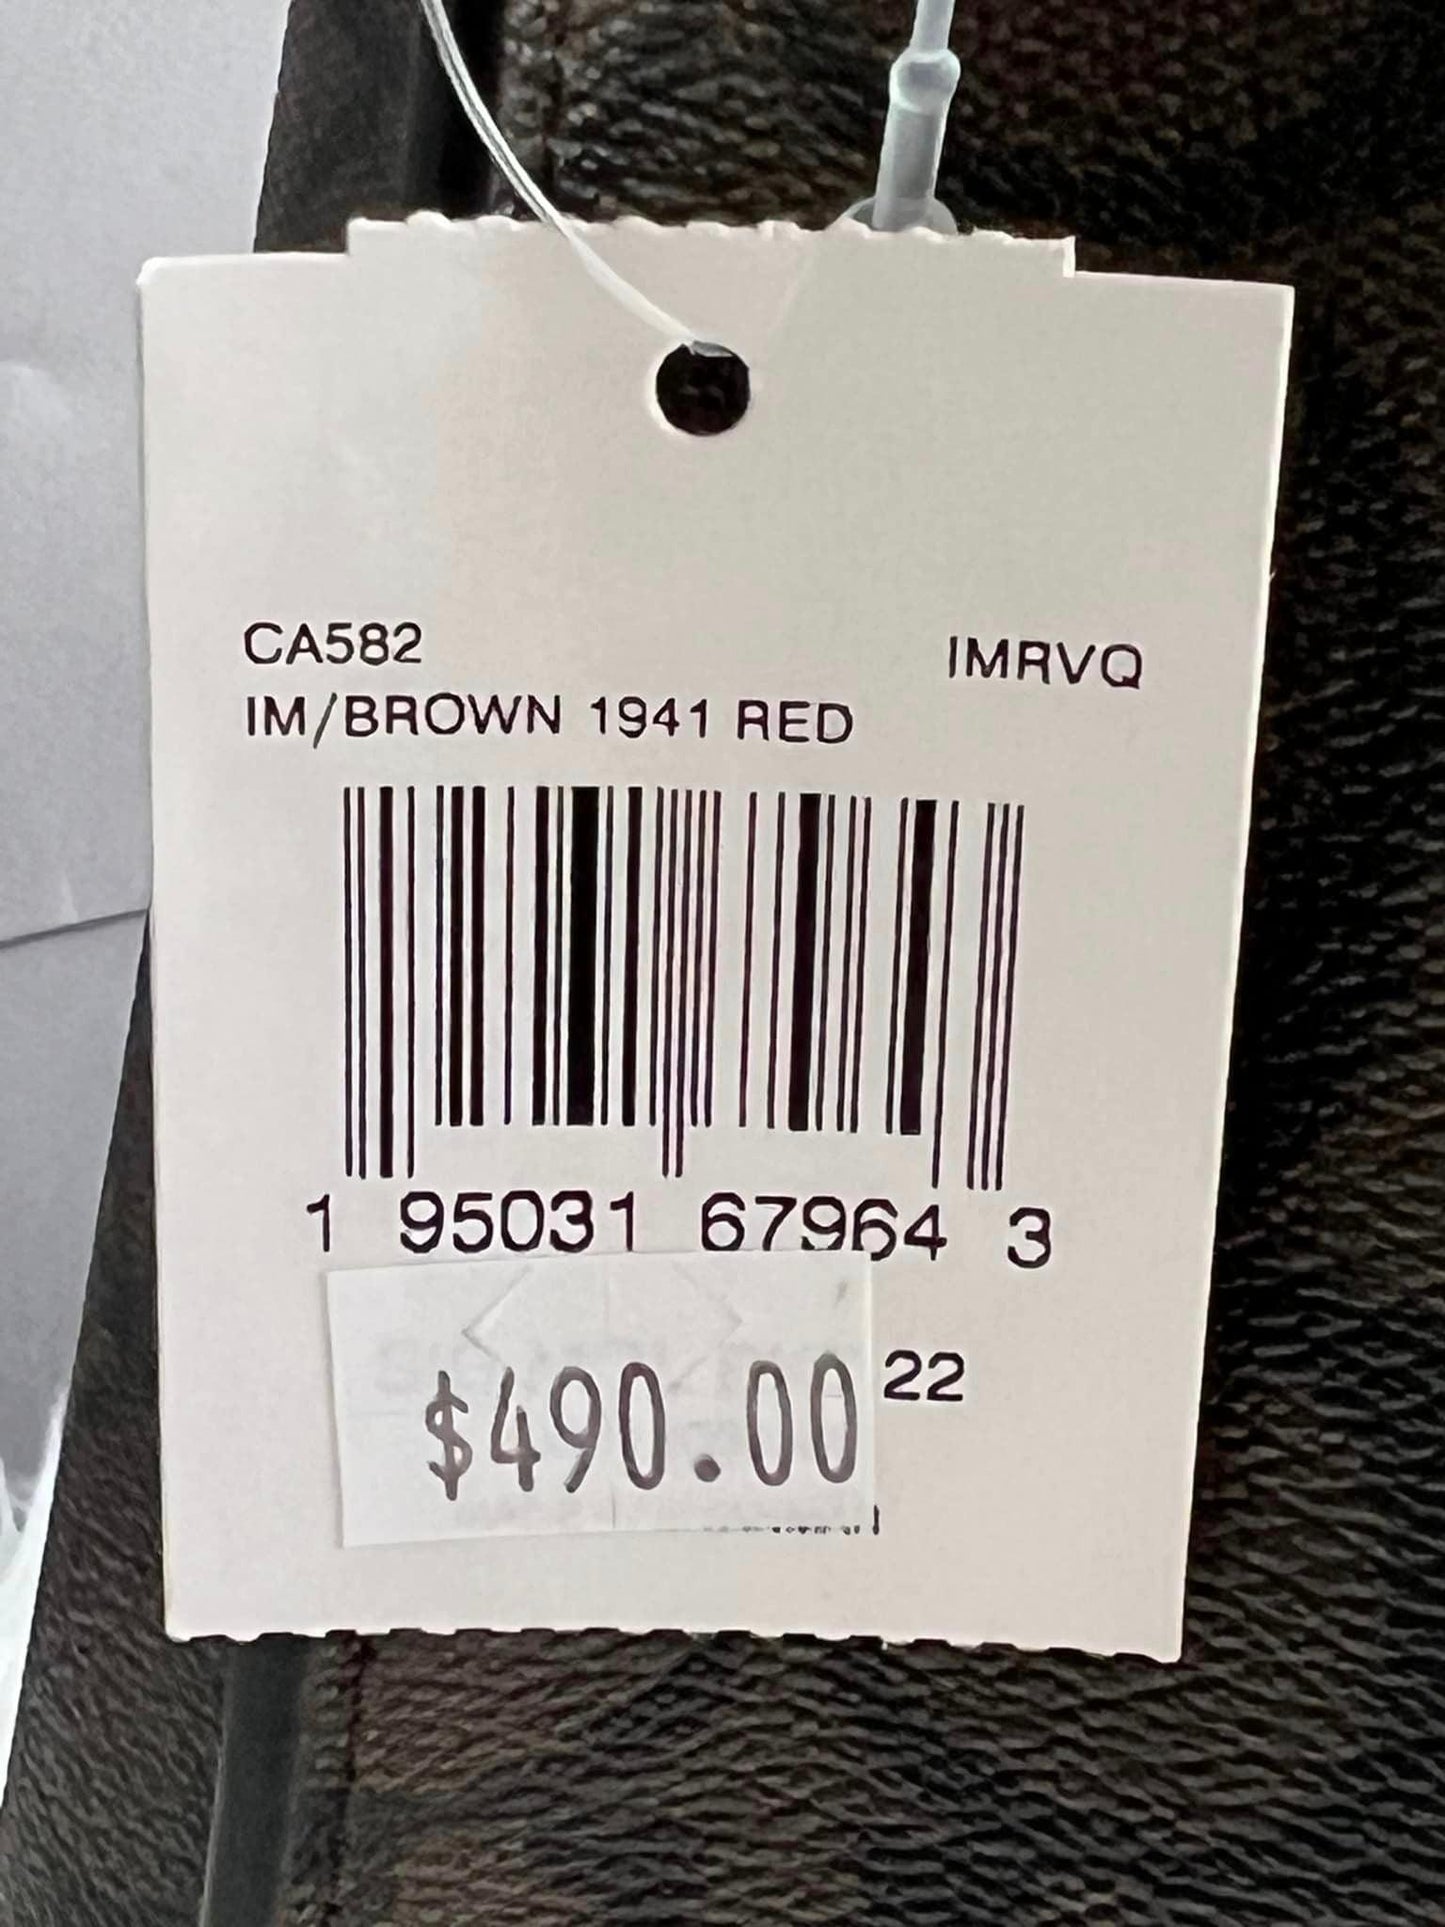 CA582 IMRVQ
IM/BROWN 1941 RED
1 95031 67964 3
22
$490.00